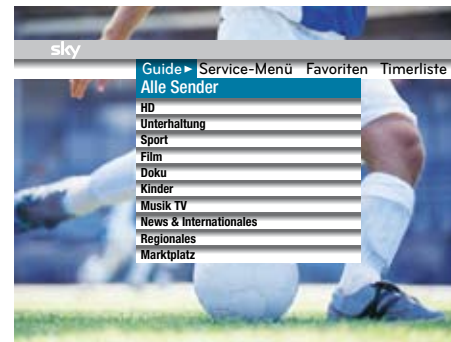 sky
Guide► Service-Menü Favoriten Timerliste
Alle Sender
HD
Unterhaltung
Sport
Film
Doku
Kinder
Musik TV
News & Internationales
Regionales
Marktplatz